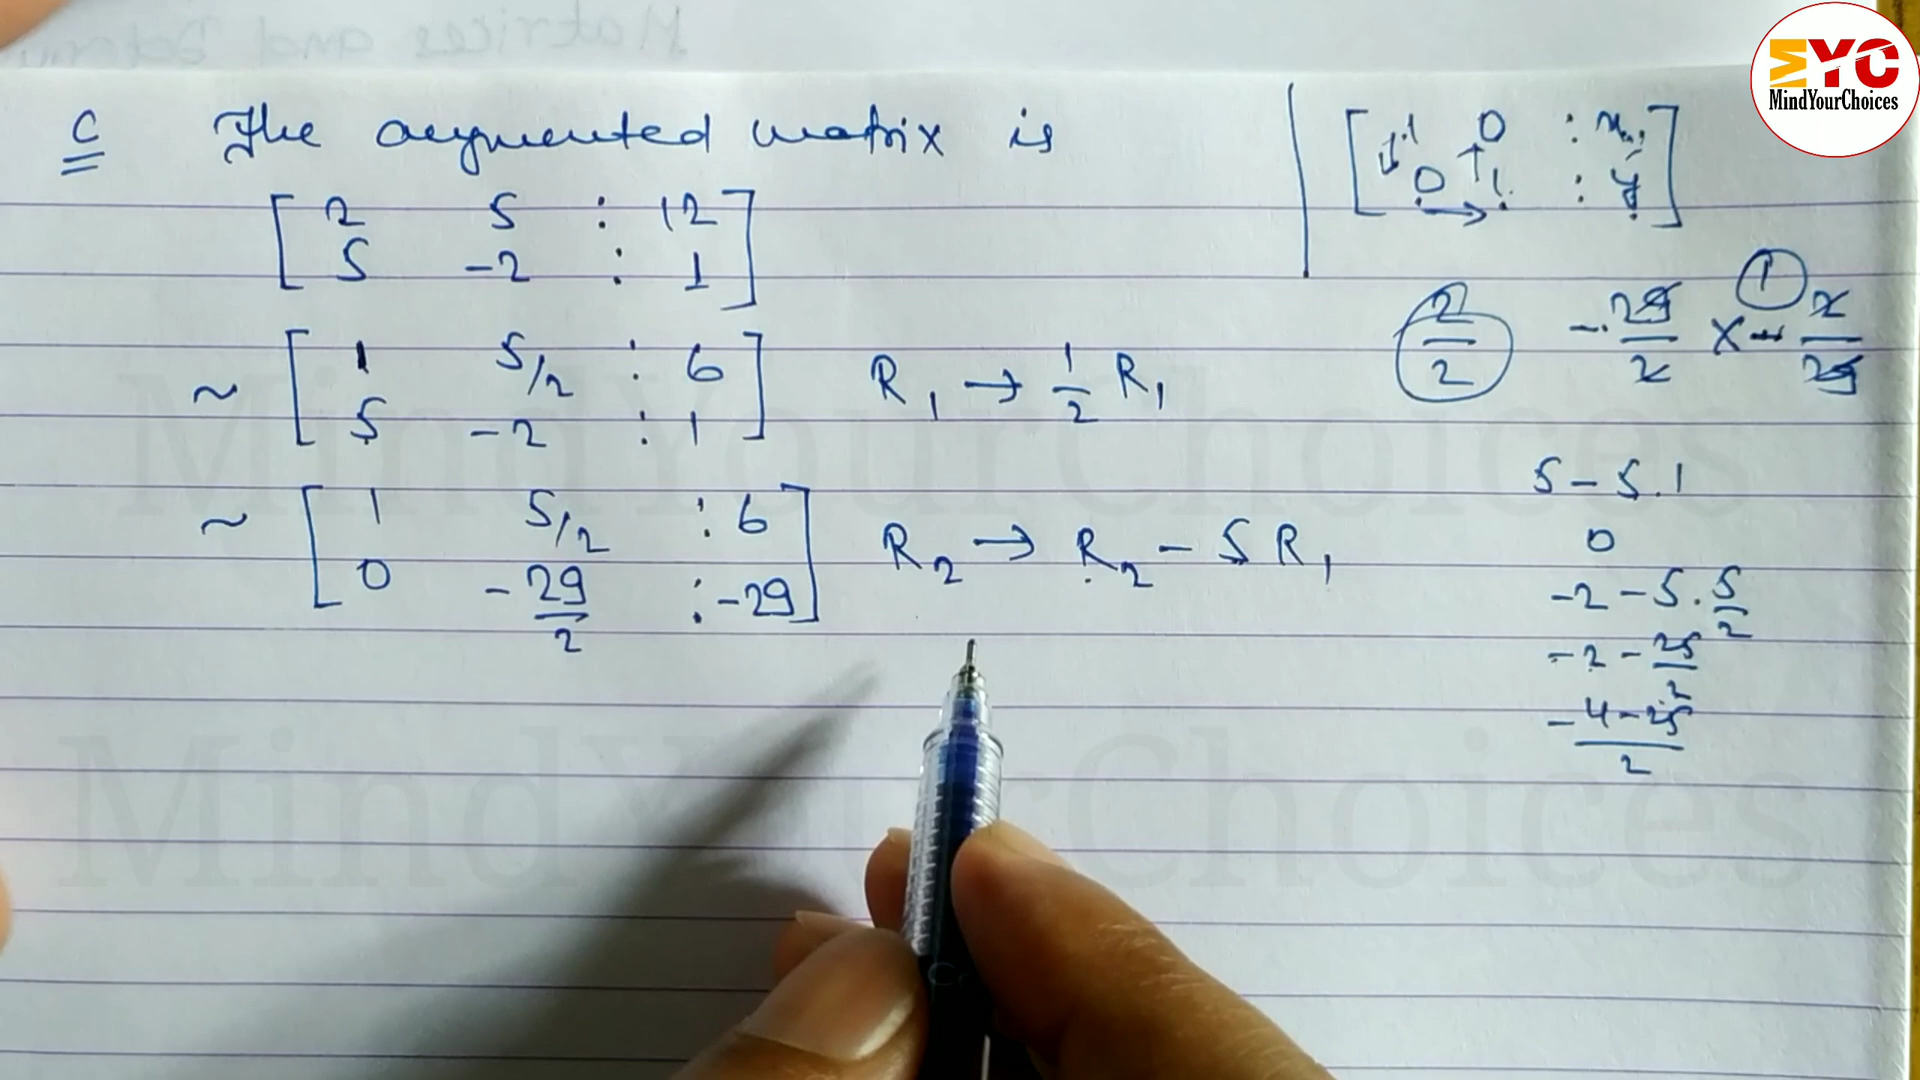 MYC
MindYourChoices
c The augmented matrix is
[ 2 5 : 12 ]
[ 5 -2 : 1 ]
~ [ 1 5/2 : 6 ] R₁ → 1/2 R₁
[ 5 -2 : 1 ]
~ [ 1 5/2 : 6 ] R₂ → R₂ - 5 R₁
[ 0 -29/2 : -29 ]
[ 1 0 : x ]
[ 0 1 : y ]
2/2 -29/2 × - 2/29 1
5 - 5.1
0
-2 - 5.5/2
-2 - 25/2
-4-25/2
MindYourChoices
MindYourChoices